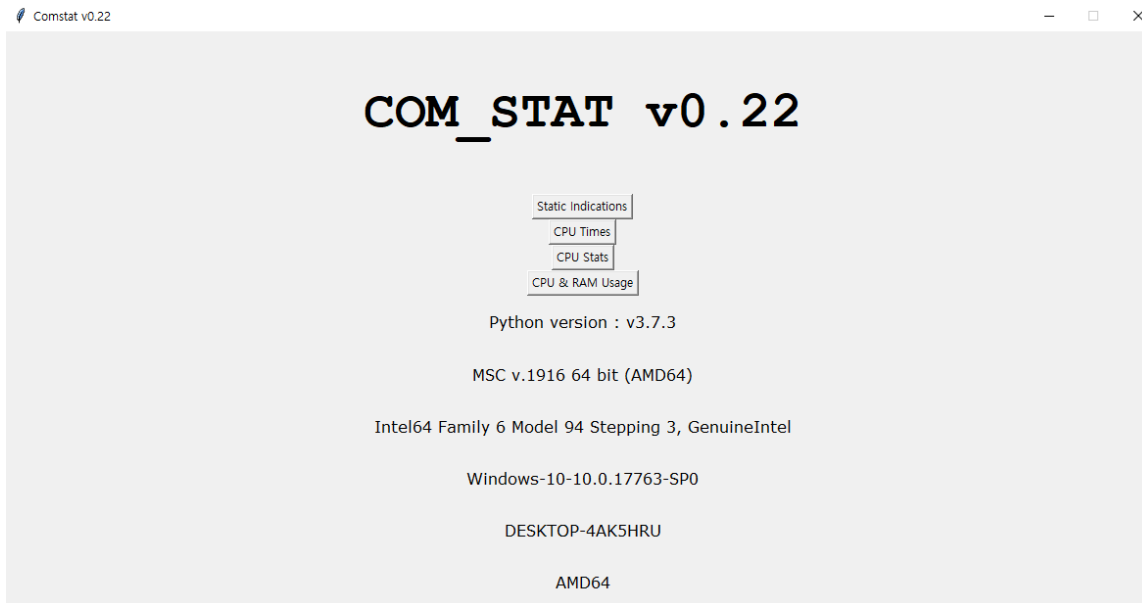 Comstat v0.22
COM_STAT v0.22
Static Indications
CPU Times
CPU Stats
CPU & RAM Usage
Python version : v3.7.3
MSC v.1916 64 bit (AMD64)
Intel64 Family 6 Model 94 Stepping 3, GenuineIntel
Windows-10-10.0.17763-SP0
DESKTOP-4AK5HRU
AMD64